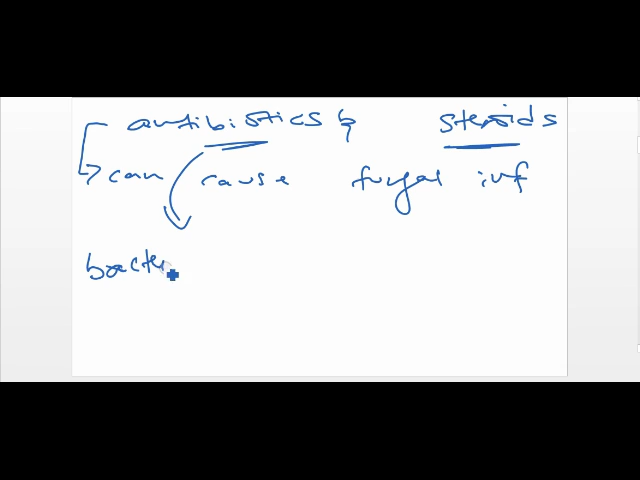 antibiotics & steroids
can cause fungal inf
bacte